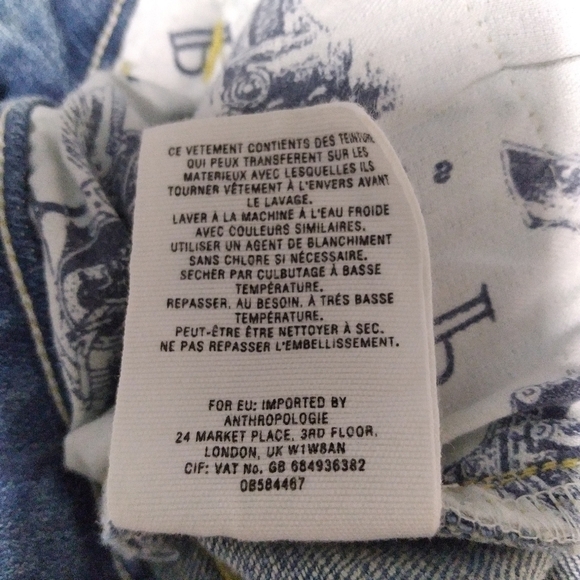 CE VETEMENT CONTIENTS DES TEINTURE
QUI PEUX TRANSFERENT SUR LES
MATERIEUX AVEC LESQUELLES ILS
TOURNER VÊTEMENT À L'ENVERS AVANT
LE LAVAGE.
LAVER À LA MACHINE À L'EAU FROIDE
AVEC COULEURS SIMILAIRES.
UTILISER UN AGENT DE BLANCHIMENT
SANS CHLORE SI NÉCESSAIRE.
SECHER PAR CULBUTAGE À BASSE
TEMPÉRATURE.
REPASSER, AU BESOIN, À TRÉS BASSE
TEMPÉRATURE.
PEUT-ÊTRE ÊTRE NETTOYER À SEC.
NE PAS REPASSER L'EMBELLISSEMENT.
FOR EU: IMPORTED BY
ANTHROPOLOGIE
24 MARKET PLACE, 3RD FLOOR,
LONDON, UK W1W8AN
CIF: VAT No. GB 684936382
OB584467